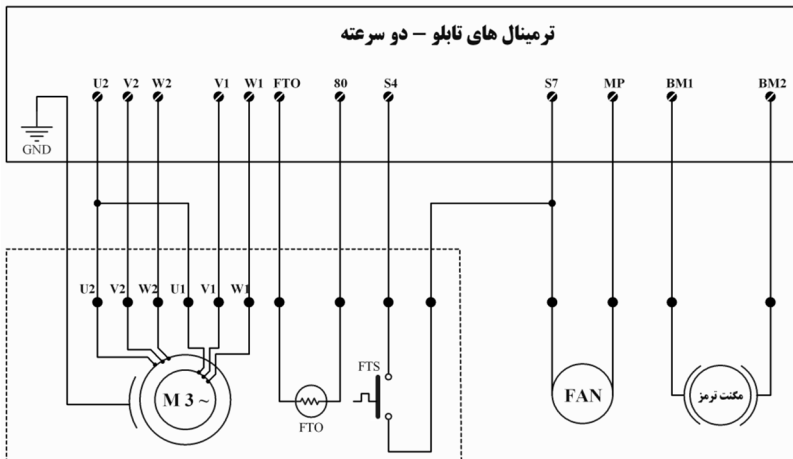 ترمینال های تابلو – دو سرعته
U2 V2 W2 V1 W1 FTO 80 S4 S7 MP BM1 BM2
GND
U2 V2 W2 U1 V1 W1
FTS
M 3 ~
FTO
FAN
مگنت ترمز